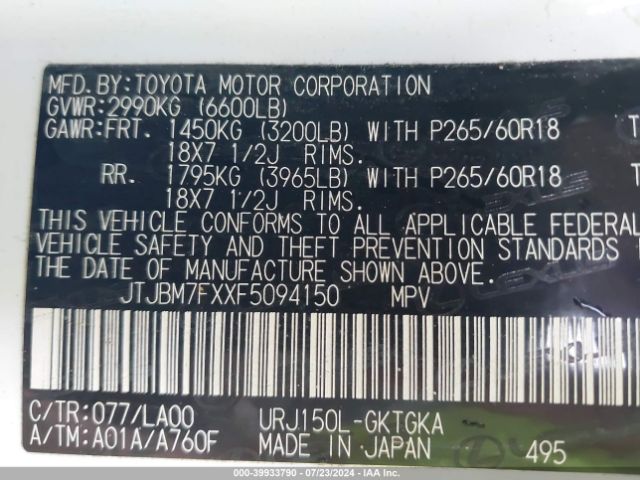 MFD.BY:TOYOTA MOTOR CORPORATION
GVWR:2990KG (6600LB)
GAWR:FRT. 1450KG (3200LB) WITH P265/60R18
18X7 1/2J RIMS.
RR. 1795KG (3965LB) WITH P265/60R18
18X7 1/2J RIMS.
THIS VEHICLE CONFORMS TO ALL APPLICABLE FEDERAL
VEHICLE SAFETY AND THEFT PREVENTION STANDARDS
THE DATE OF MANUFACTURE SHOWN ABOVE.
JTJBM7FXXF5094150 MPV
C/TR:077/LA00 URJ150L-GKTGKA
A/TM:A01A/A760F MADE IN JAPAN 495
000-39933790 07/23/2024 IAAI.COM